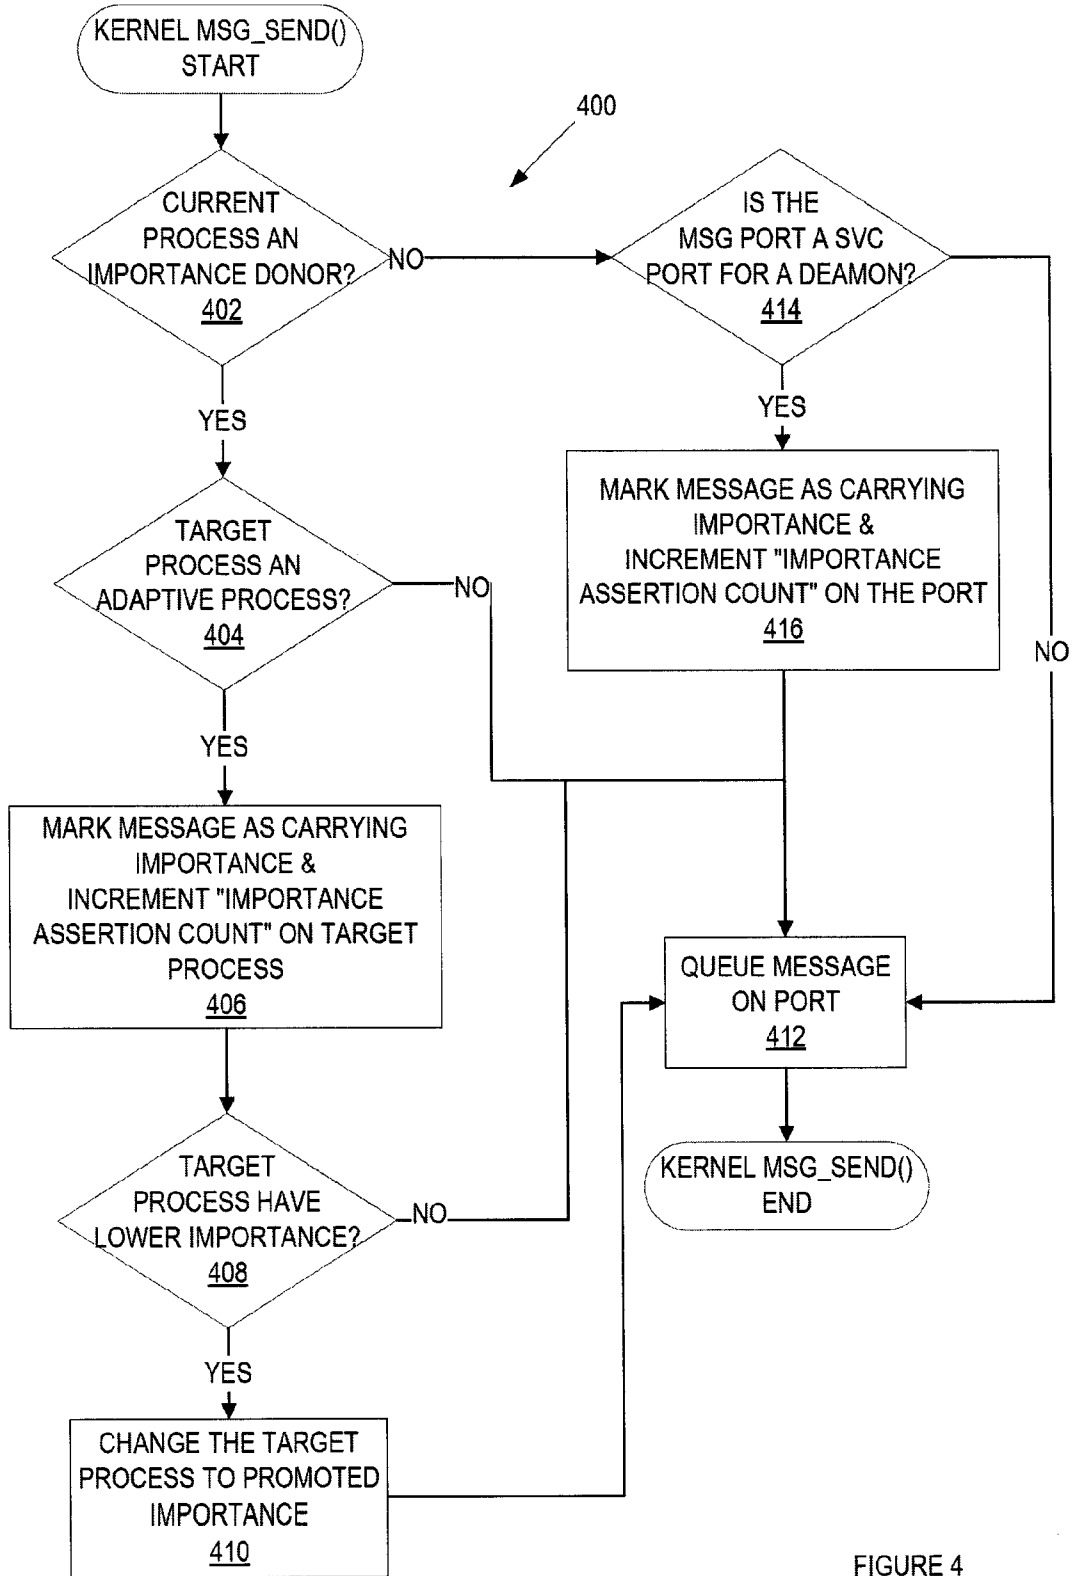 KERNEL MSG_SEND()
START
400
CURRENT
PROCESS AN
IMPORTANCE DONOR?
402
NO
IS THE
MSG PORT A SVC
PORT FOR A DEAMON?
414
YES
YES
TARGET
PROCESS AN
ADAPTIVE PROCESS?
404
NO
MARK MESSAGE AS CARRYING
IMPORTANCE &
INCREMENT "IMPORTANCE
ASSERTION COUNT" ON THE PORT
416
NO
YES
MARK MESSAGE AS CARRYING
IMPORTANCE &
INCREMENT "IMPORTANCE
ASSERTION COUNT" ON TARGET
PROCESS
406
QUEUE MESSAGE
ON PORT
412
TARGET
PROCESS HAVE
LOWER IMPORTANCE?
408
NO
KERNEL MSG_SEND()
END
YES
CHANGE THE TARGET
PROCESS TO PROMOTED
IMPORTANCE
410
FIGURE 4